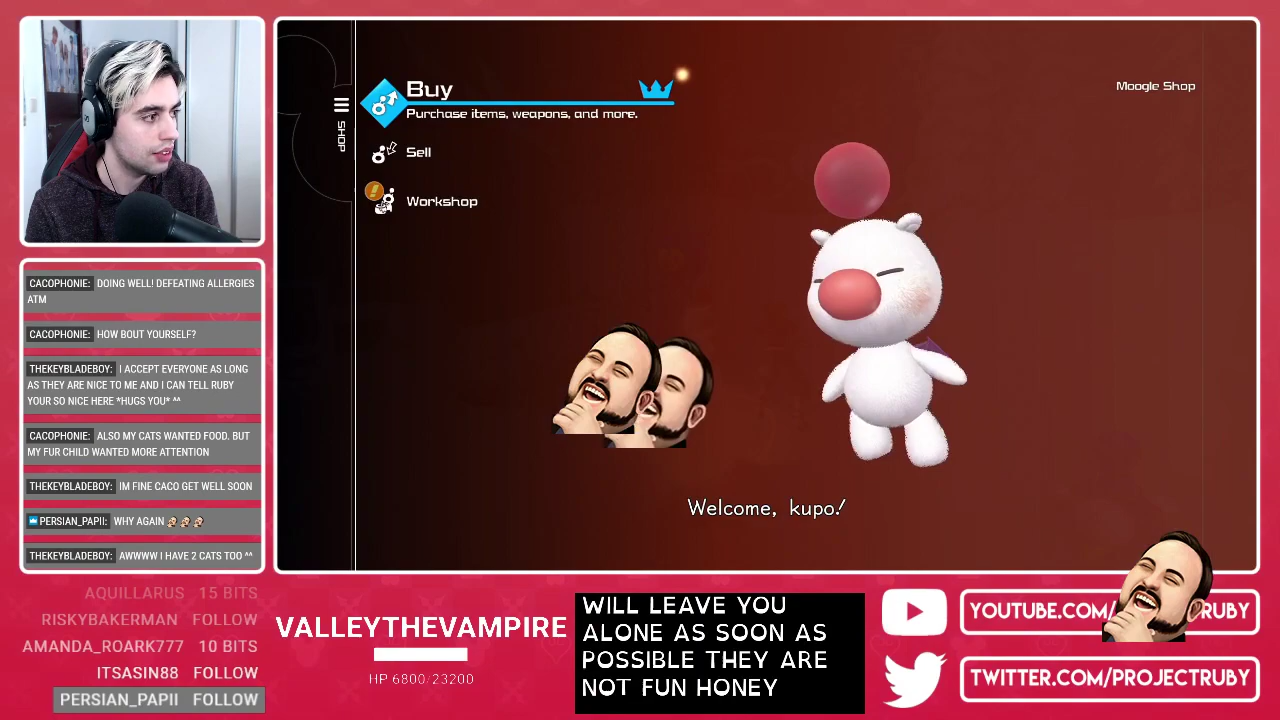 Buy
Purchase items, weapons, and more.
Sell
Workshop
SHOP
Moogle Shop
Welcome, kupo!
CACOPHONIE: DOING WELL! DEFEATING ALLERGIES
ATM
CACOPHONIE: HOW BOUT YOURSELF?
THEKEYBLADEBOY: I ACCEPT EVERYONE AS LONG
AS THEY ARE NICE TO ME AND I CAN TELL RUBY
YOUR SO NICE HERE *HUGS YOU* ^^
CACOPHONIE: ALSO MY CATS WANTED FOOD. BUT
MY FUR CHILD WANTED MORE ATTENTION
THEKEYBLADEBOY: IM FINE CACO GET WELL SOON
PERSIAN_PAPII: WHY AGAIN
THEKEYBLADEBOY: AWWWW I HAVE 2 CATS TOO ^^
AQUILLARUS 15 BITS
RISKYBAKERMAN FOLLOW
AMANDA_ROARK777 10 BITS
ITSASIN88 FOLLOW
PERSIAN_PAPII FOLLOW
VALLEYTHEVAMPIRE
HP 6800/23200
WILL LEAVE YOU
ALONE AS SOON AS
POSSIBLE THEY ARE
NOT FUN HONEY
YOUTUBE.COM/ RUBY
TWITTER.COM/PROJECTRUBY